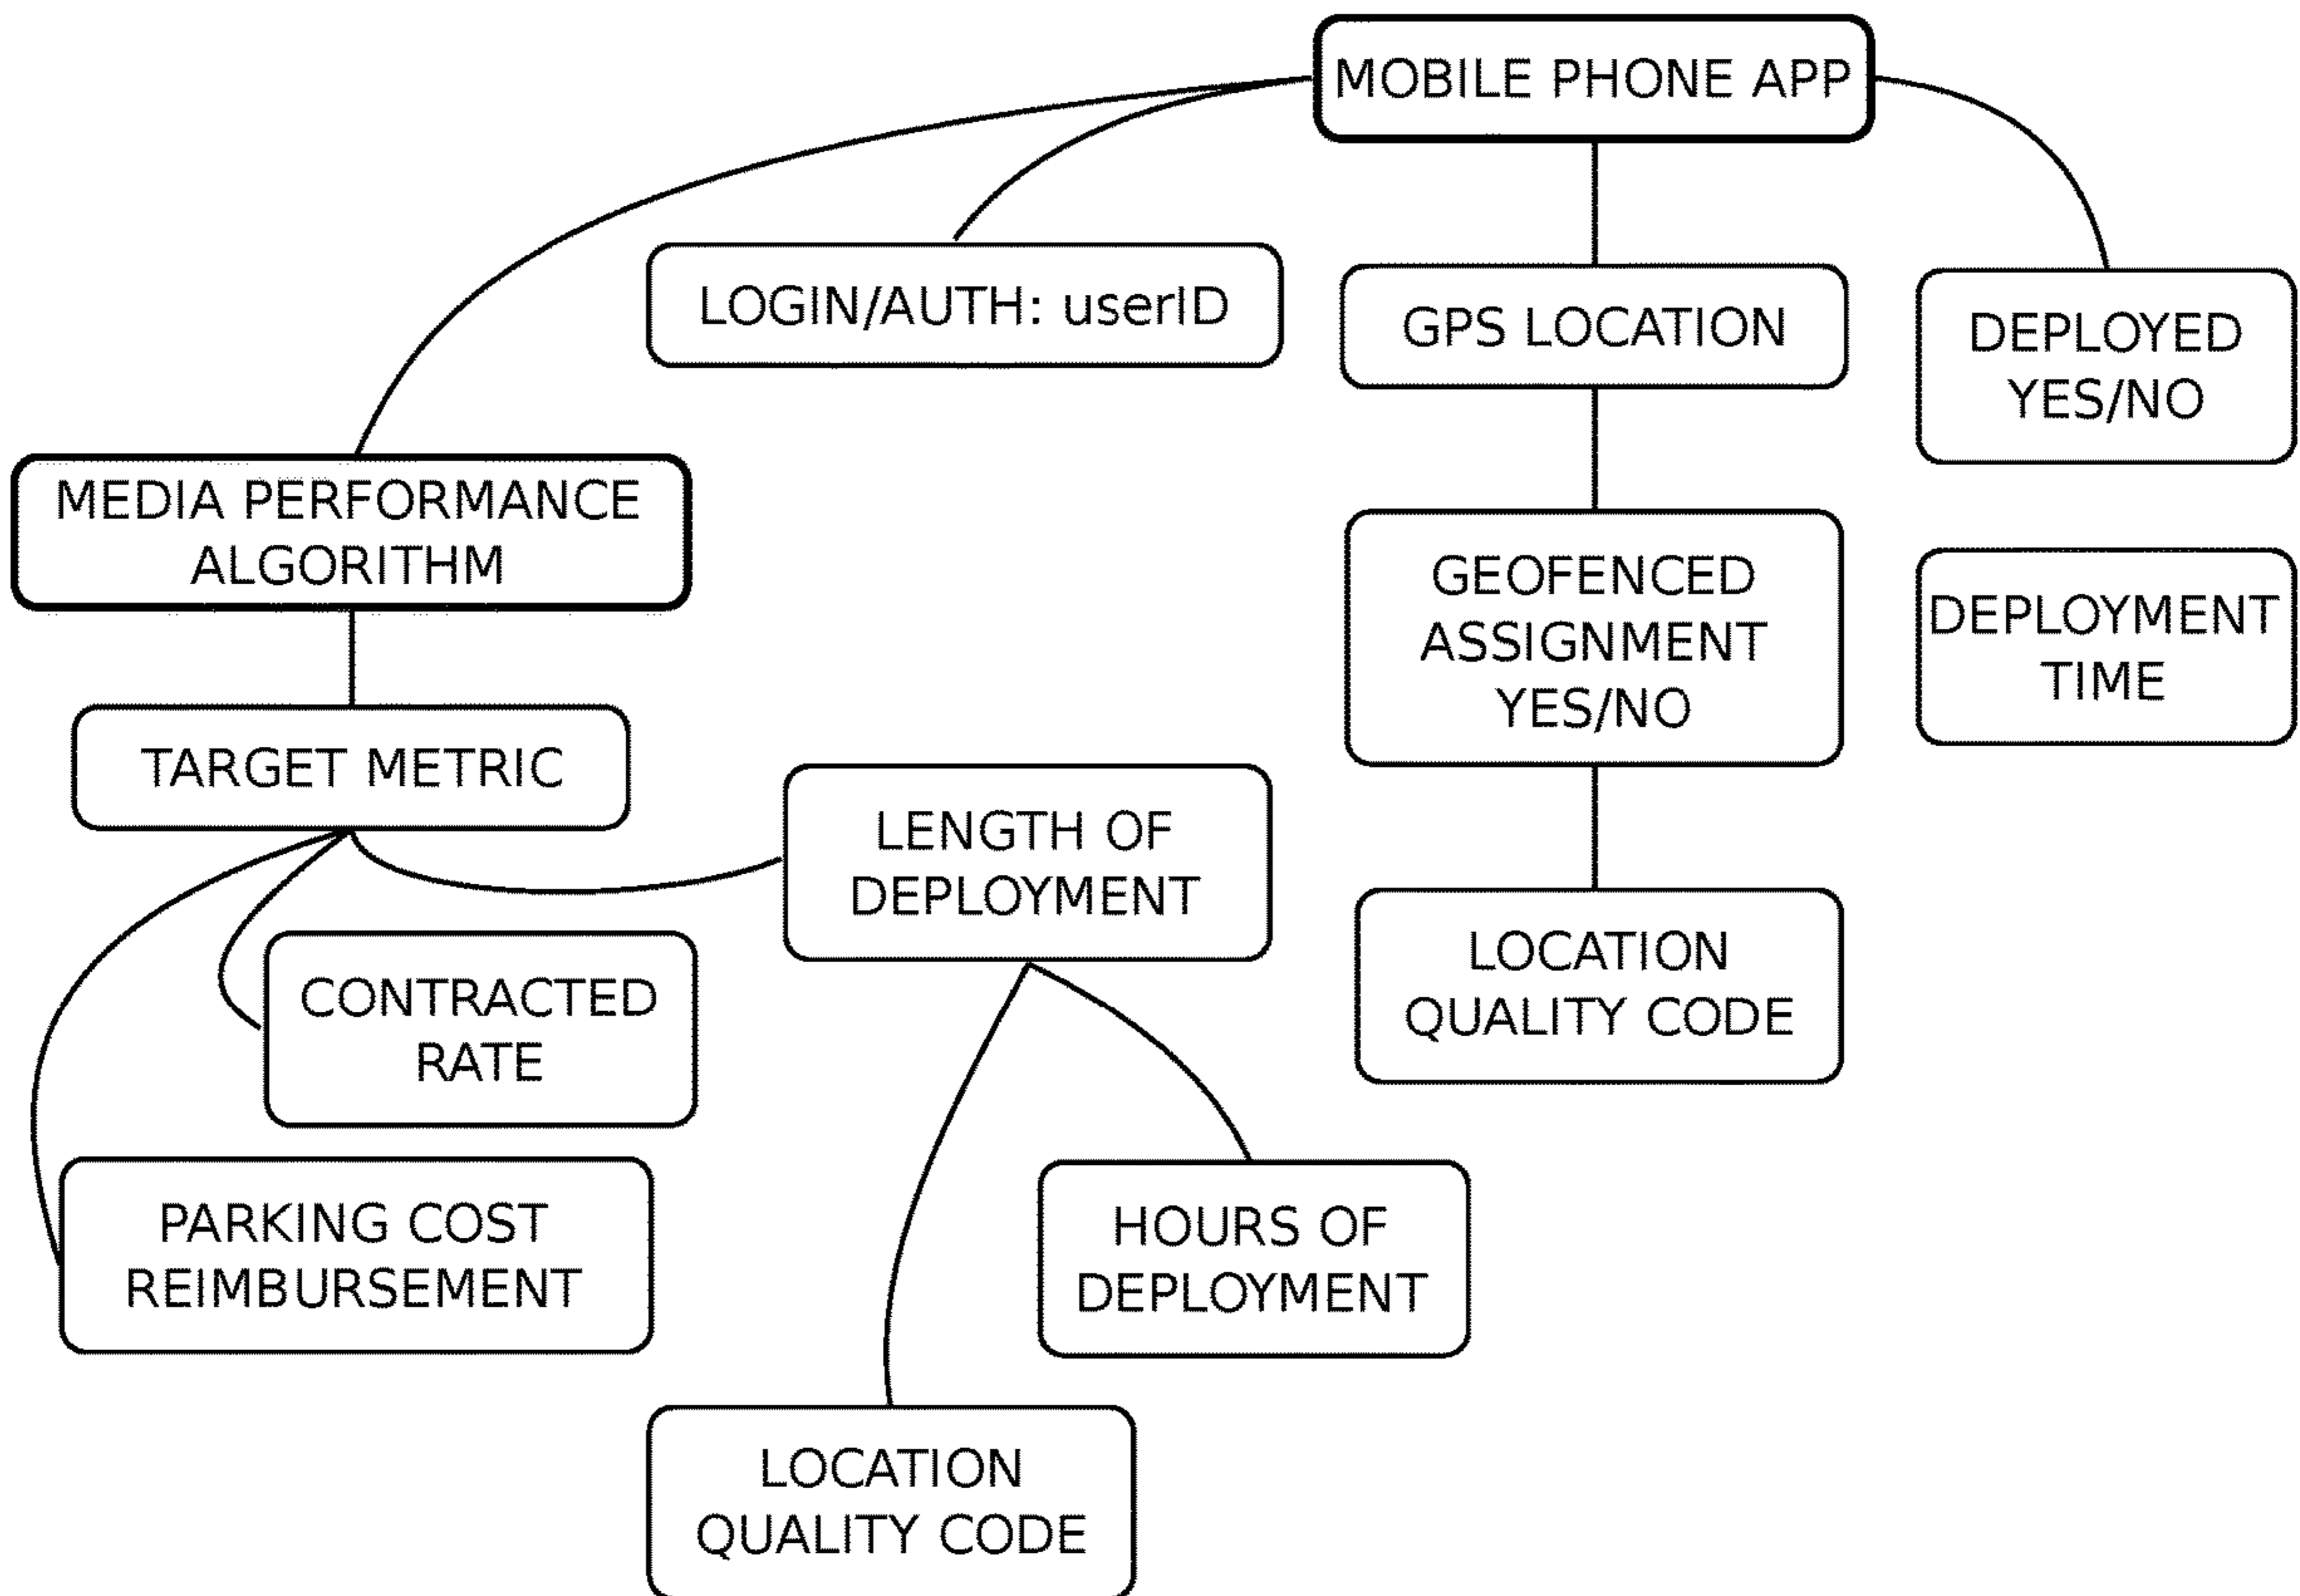 MOBILE PHONE APP
LOGIN/AUTH: userID
GPS LOCATION
DEPLOYED
YES/NO
MEDIA PERFORMANCE
ALGORITHM
GEOFENCED
ASSIGNMENT
YES/NO
DEPLOYMENT
TIME
TARGET METRIC
LENGTH OF
DEPLOYMENT
LOCATION
QUALITY CODE
CONTRACTED
RATE
PARKING COST
REIMBURSEMENT
HOURS OF
DEPLOYMENT
LOCATION
QUALITY CODE